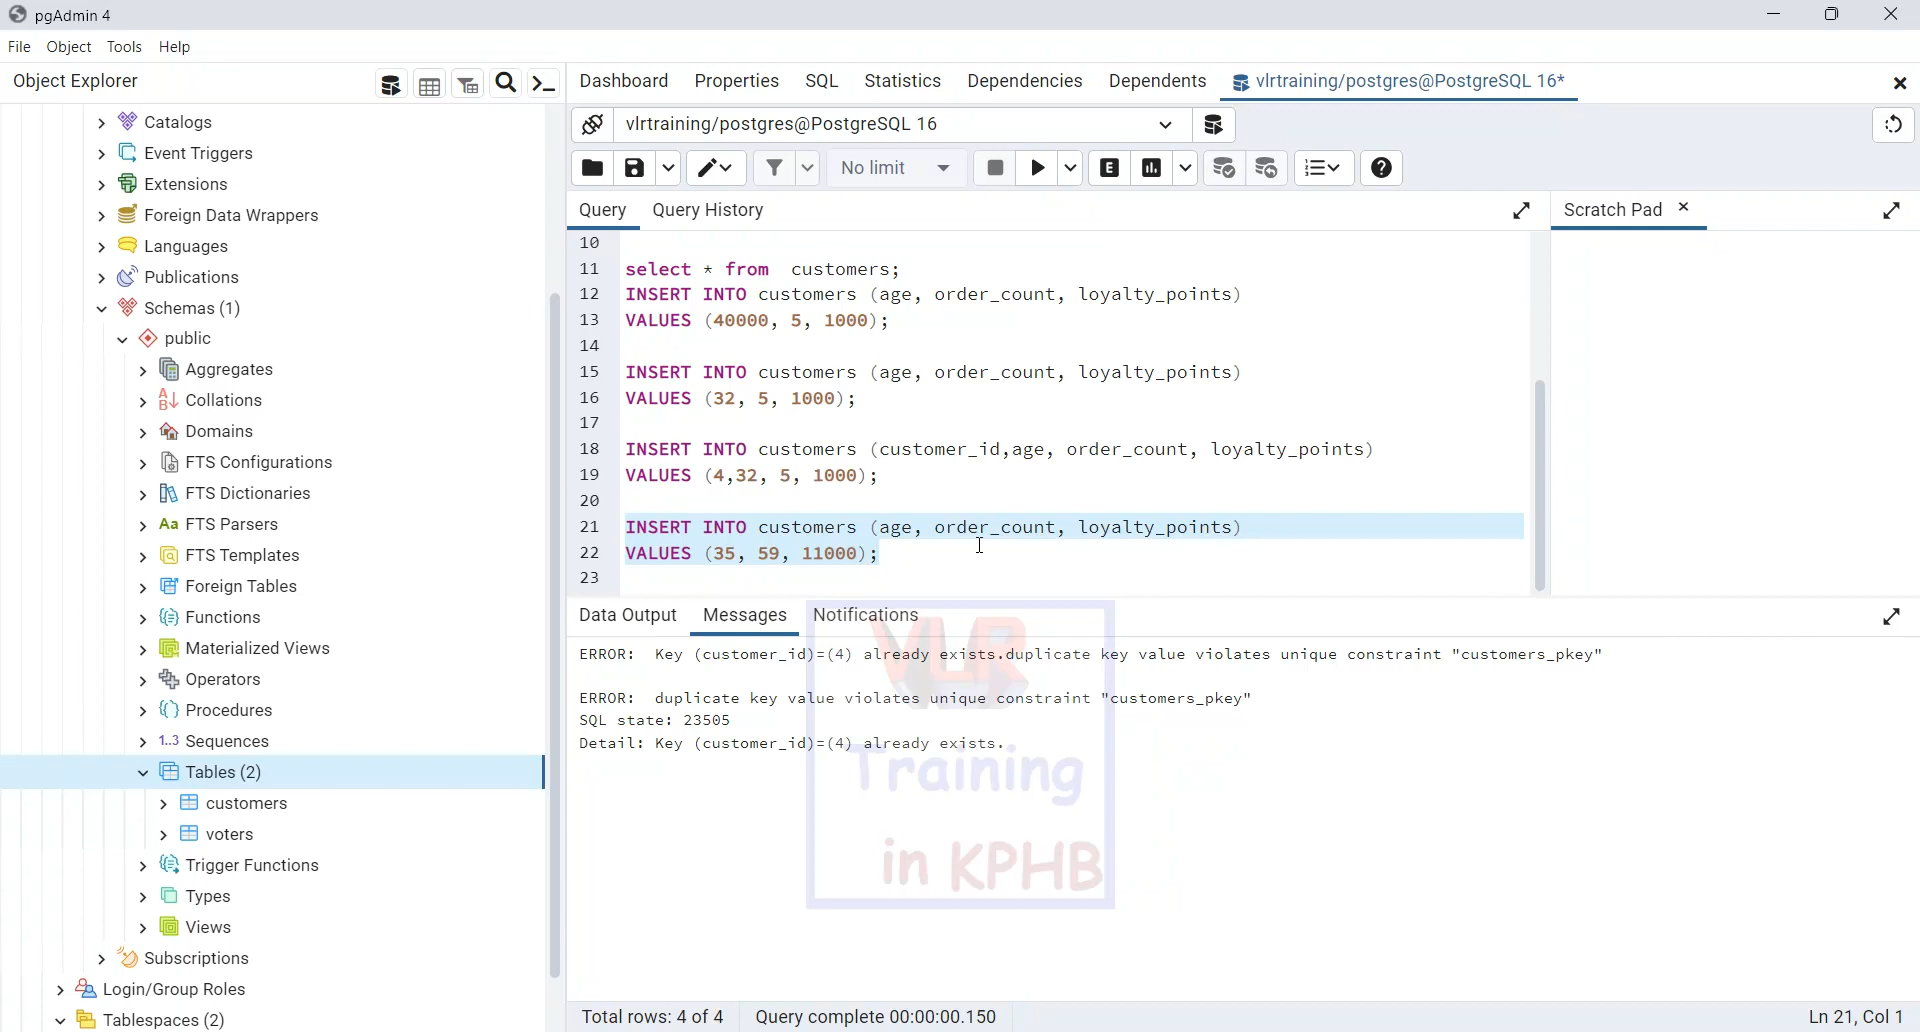 pgAdmin 4
File Object Tools Help
Object Explorer
Dashboard Properties SQL Statistics Dependencies Dependents vlrtraining/postgres@PostgreSQL 16*
vlrtraining/postgres@PostgreSQL 16
No limit
Query Query History
Scratch Pad
Catalogs
Event Triggers
Extensions
Foreign Data Wrappers
Languages
Publications
Schemas (1)
public
Aggregates
Collations
Domains
FTS Configurations
FTS Dictionaries
Aa FTS Parsers
FTS Templates
Foreign Tables
Functions
Materialized Views
Operators
Procedures
1..3 Sequences
Tables (2)
customers
voters
Trigger Functions
Types
Views
Subscriptions
Login/Group Roles
Tablespaces (2)
10
11 select * from customers;
12 INSERT INTO customers (age, order_count, loyalty_points)
13 VALUES (40000, 5, 1000);
14
15 INSERT INTO customers (age, order_count, loyalty_points)
16 VALUES (32, 5, 1000);
17
18 INSERT INTO customers (customer_id,age, order_count, loyalty_points)
19 VALUES (4,32, 5, 1000);
20
21 INSERT INTO customers (age, order_count, loyalty_points)
22 VALUES (35, 59, 11000);
23
Data Output Messages Notifications
ERROR: Key (customer_id)=(4) already exists.duplicate key value violates unique constraint "customers_pkey"
ERROR: duplicate key value violates unique constraint "customers_pkey"
SQL state: 23505
Detail: Key (customer_id)=(4) already exists.
VLR
Training
in KPHB
Total rows: 4 of 4 Query complete 00:00:00.150 Ln 21, Col 1